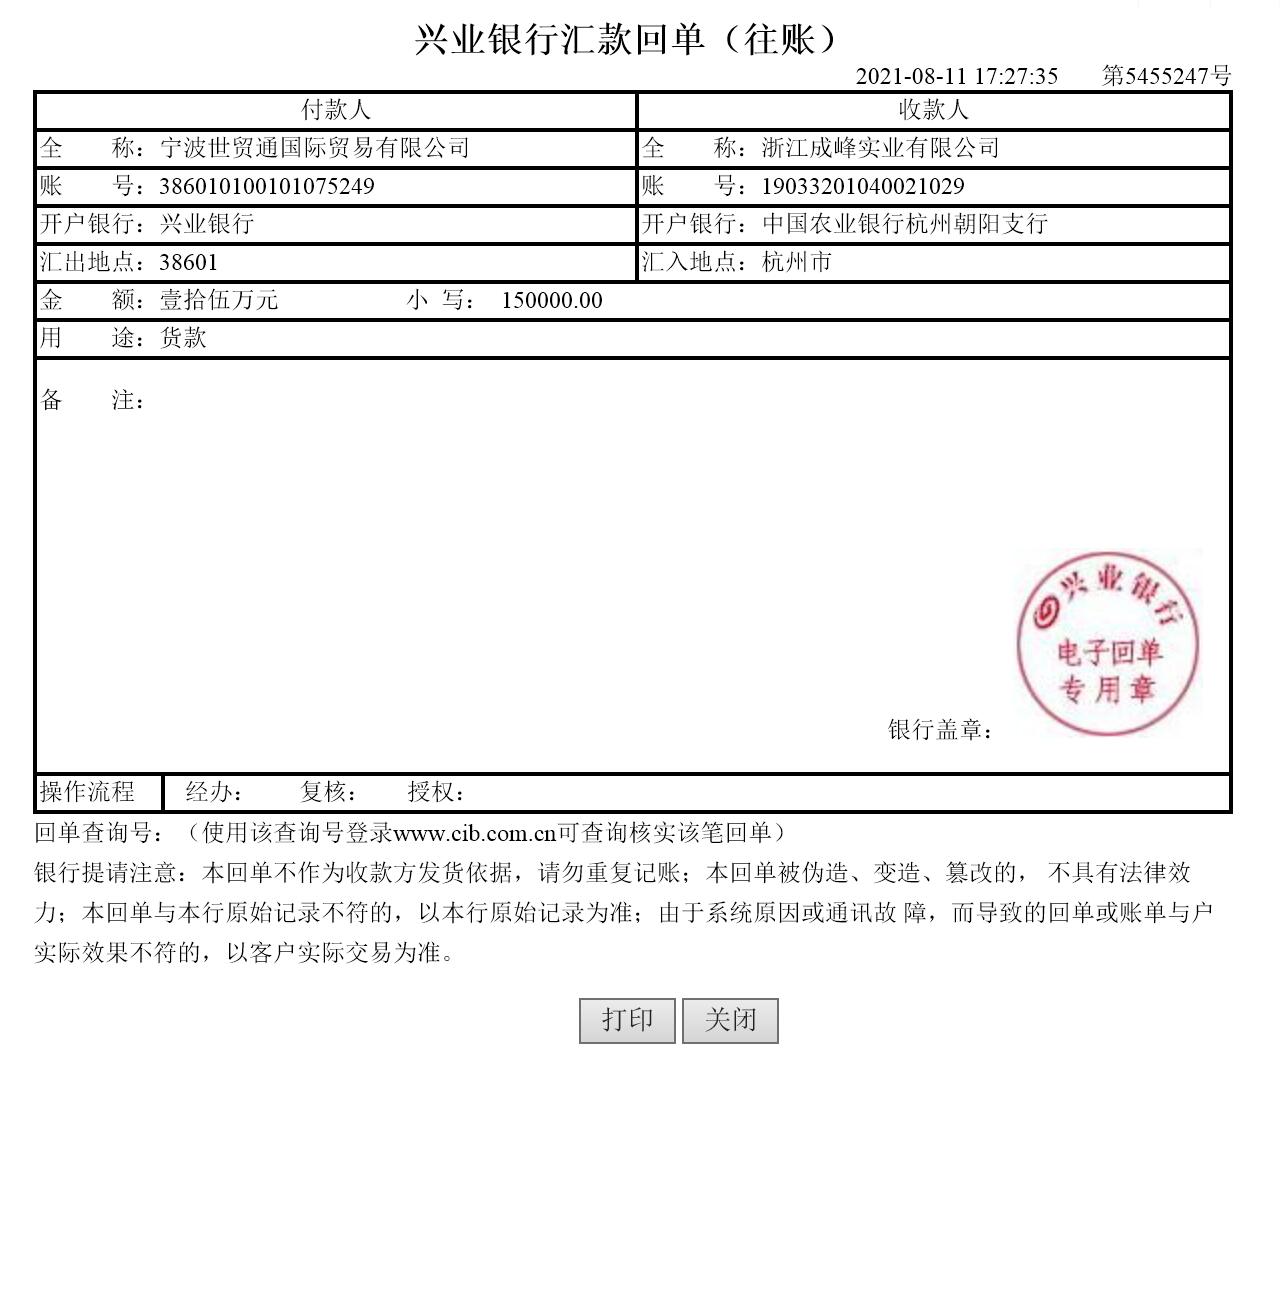 兴业银行汇款回单（往账）
2021-08-11 17:27:35 第5455247号
付款人 收款人
全 称：宁波世贸通国际贸易有限公司 全 称：浙江成峰实业有限公司
账 号：386010100101075249 账 号：19033201040021029
开户银行：兴业银行 开户银行：中国农业银行杭州朝阳支行
汇出地点：38601 汇入地点：杭州市
金 额：壹拾伍万元 小 写： 150000.00
用 途：货款
备 注：
兴业银行
电子回单
专用章
银行盖章：
操作流程 经办： 复核： 授权：
回单查询号：（使用该查询号登录www.cib.com.cn可查询核实该笔回单）
银行提请注意：本回单不作为收款方发货依据，请勿重复记账；本回单被伪造、变造、篡改的， 不具有法律效
力；本回单与本行原始记录不符的，以本行原始记录为准；由于系统原因或通讯故 障，而导致的回单或账单与户
实际效果不符的，以客户实际交易为准。
打印 关闭